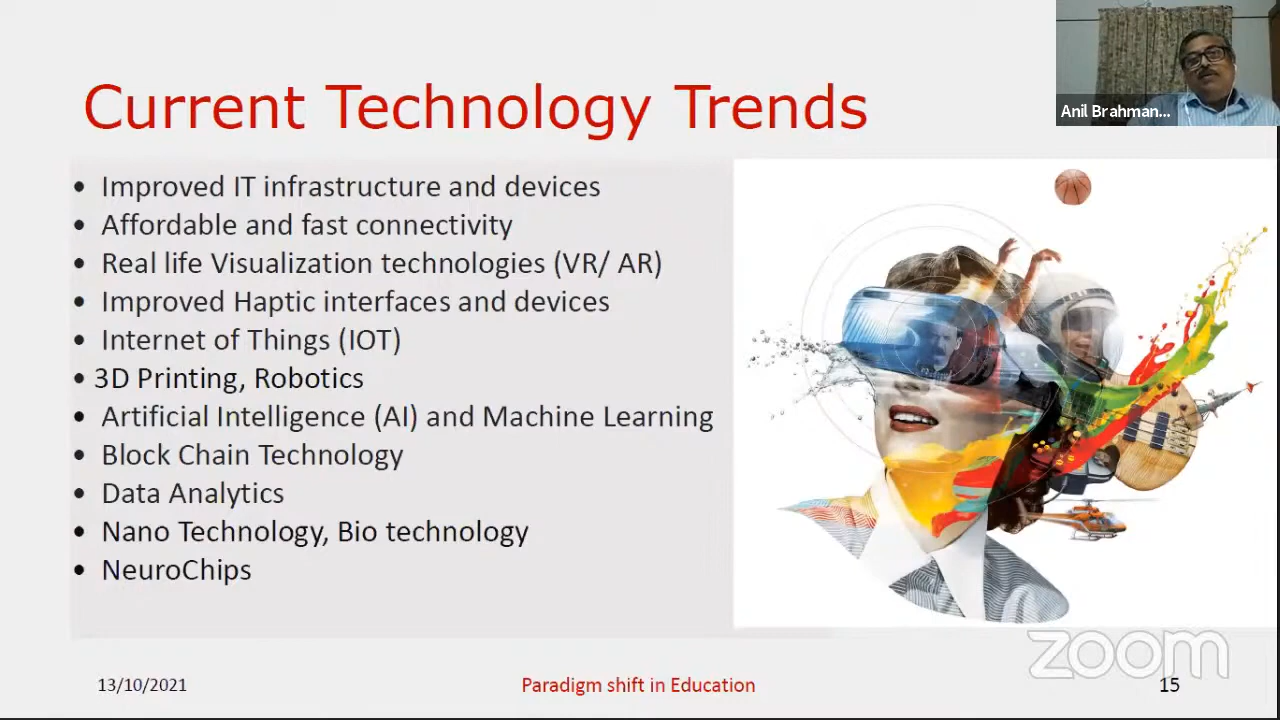 Anil Brahman...
Current Technology Trends
• Improved IT infrastructure and devices
• Affordable and fast connectivity
• Real life Visualization technologies (VR/ AR)
• Improved Haptic interfaces and devices
• Internet of Things (IOT)
• 3D Printing, Robotics
• Artificial Intelligence (AI) and Machine Learning
• Block Chain Technology
• Data Analytics
• Nano Technology, Bio technology
• NeuroChips
zoom
13/10/2021
Paradigm shift in Education
15